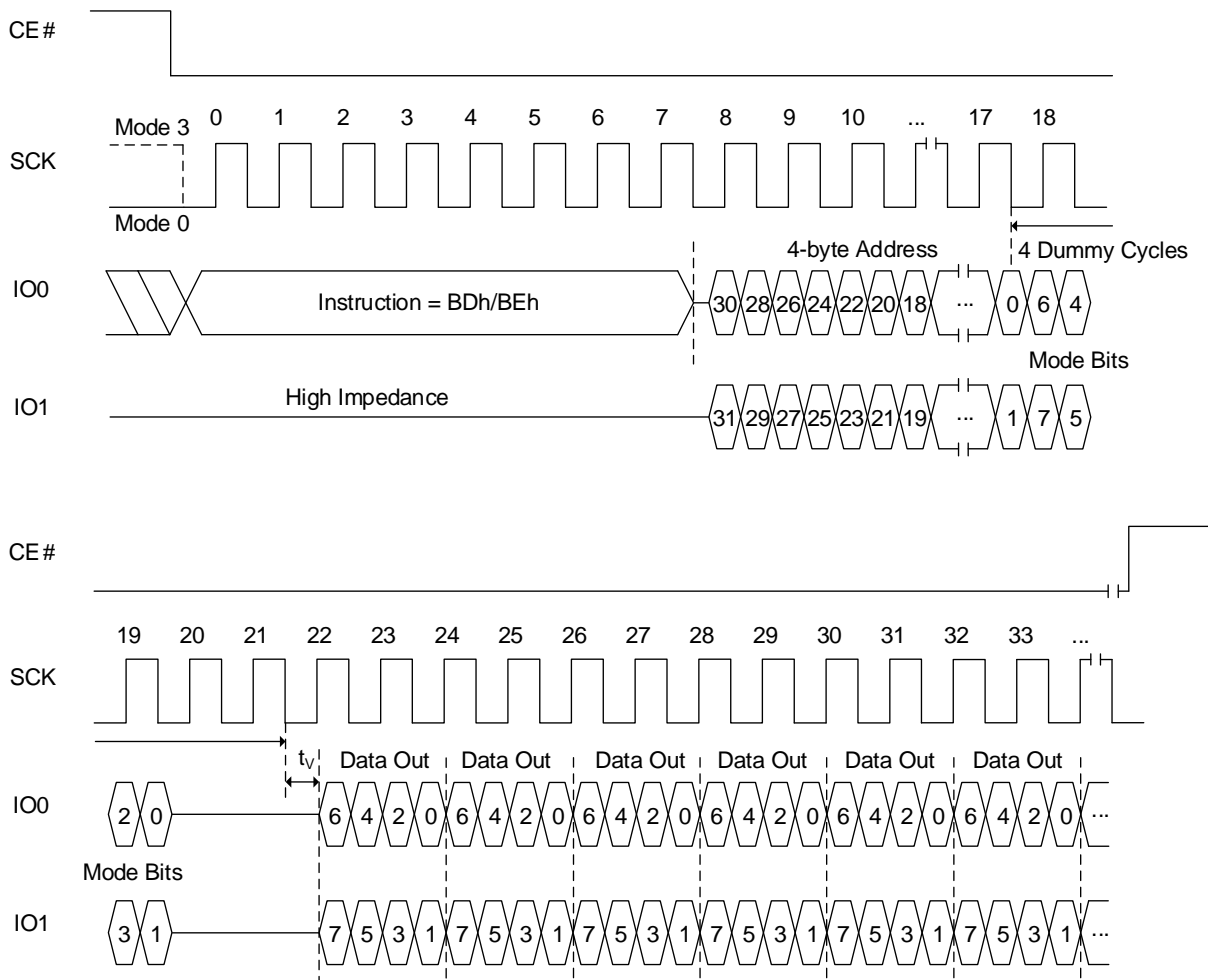 CE#
0 1 2 3 4 5 6 7 8 9 10 ... 17 18
Mode 3
SCK
Mode 0
4-byte Address 4 Dummy Cycles
IO0 Instruction = BDh/BEh 30 28 26 24 22 20 18 ... 0 6 4
Mode Bits
High Impedance
IO1 31 29 27 25 23 21 19 ... 1 7 5
CE#
19 20 21 22 23 24 25 26 27 28 29 30 31 32 33 ...
SCK
tV Data Out Data Out Data Out Data Out Data Out Data Out
IO0 2 0 6 4 2 0 6 4 2 0 6 4 2 0 6 4 2 0 6 4 2 0 6 4 2 0 ...
Mode Bits
IO1 3 1 7 5 3 1 7 5 3 1 7 5 3 1 7 5 3 1 7 5 3 1 7 5 3 1 ...